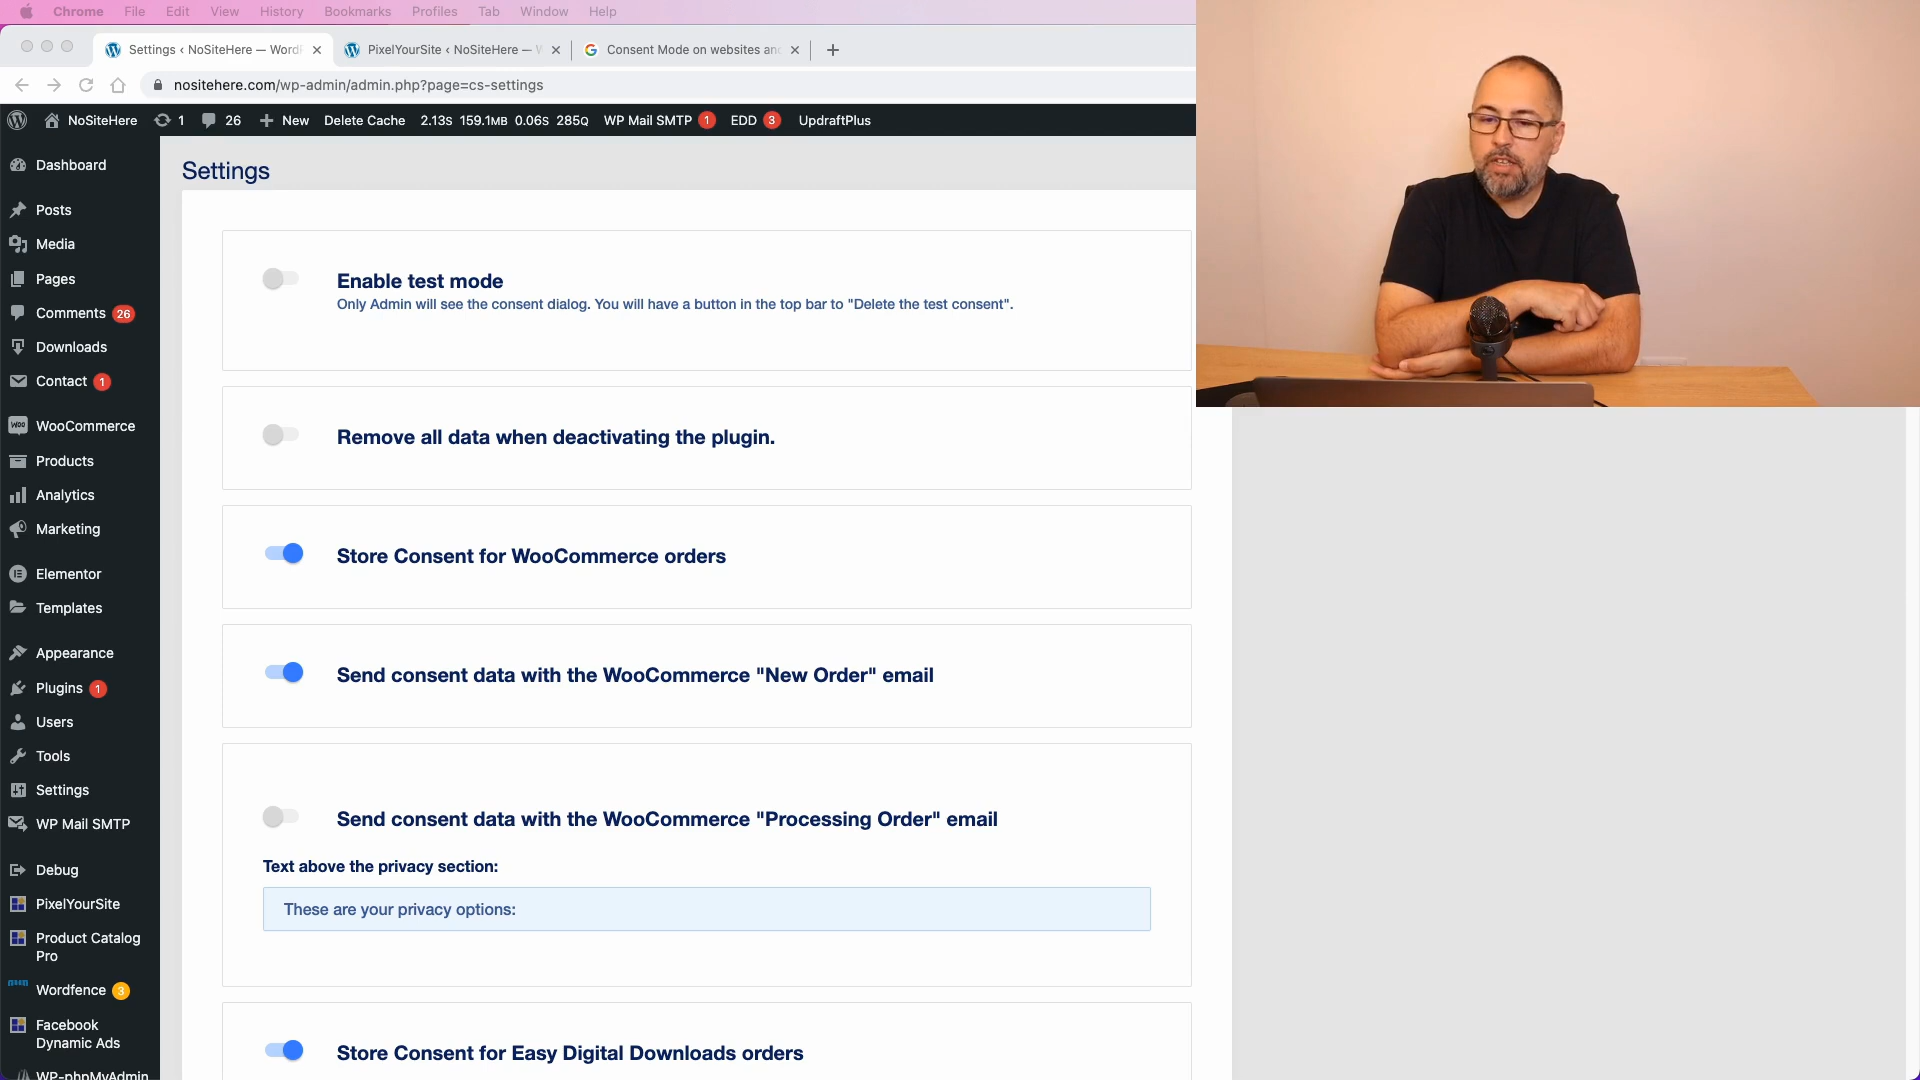 Chrome File Edit View History Bookmarks Profiles Tab Window Help
Settings ‹ NoSiteHere — Word
PixelYourSite ‹ NoSiteHere —
Consent Mode on websites and
nositehere.com/wp-admin/admin.php?page=cs-settings
NoSiteHere 1 26 New Delete Cache 2.13s 159.1MB 0.06s 285Q WP Mail SMTP 1 EDD 3 UpdraftPlus
Dashboard
Posts
Media
Pages
Comments 26
Downloads
Contact 1
WooCommerce
Products
Analytics
Marketing
Elementor
Templates
Appearance
Plugins 1
Users
Tools
Settings
WP Mail SMTP
Debug
PixelYourSite
Product Catalog
Pro
Wordfence 3
Facebook
Dynamic Ads
WP-phpMyAdmin
Settings
Enable test mode
Only Admin will see the consent dialog. You will have a button in the top bar to "Delete the test consent".
Remove all data when deactivating the plugin.
Store Consent for WooCommerce orders
Send consent data with the WooCommerce "New Order" email
Send consent data with the WooCommerce "Processing Order" email
Text above the privacy section:
These are your privacy options:
Store Consent for Easy Digital Downloads orders